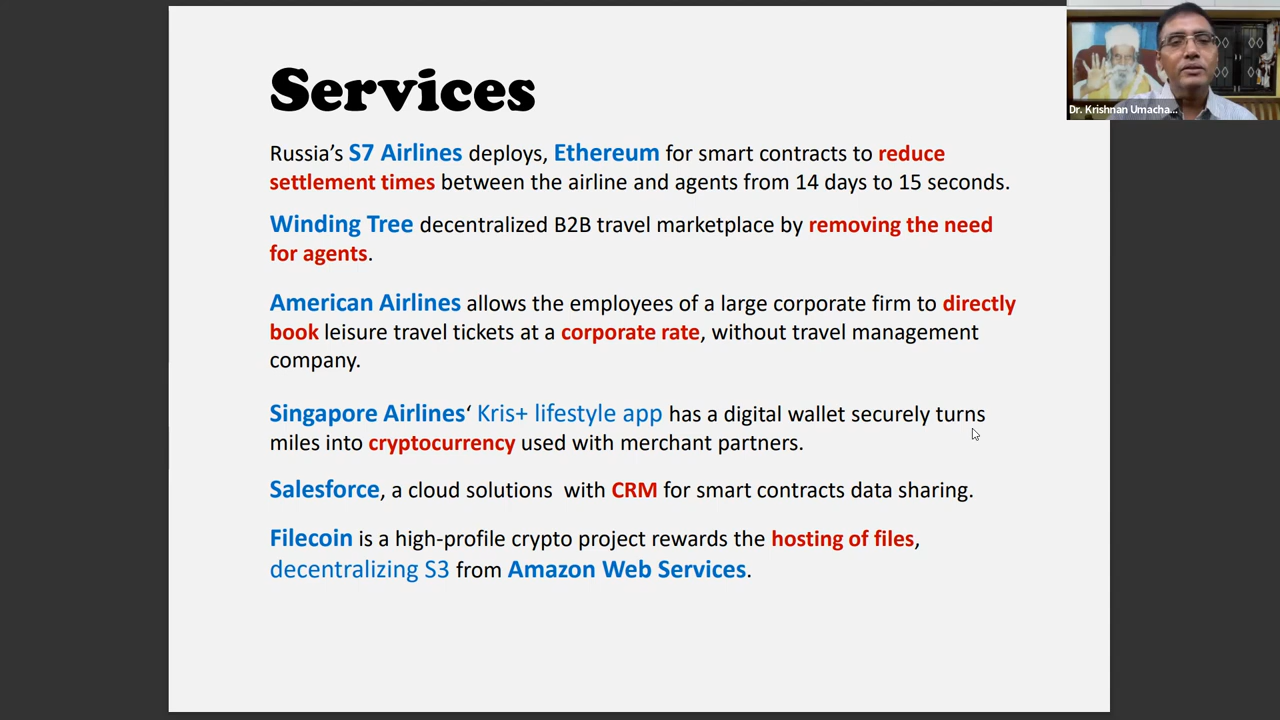 Services
Russia’s S7 Airlines deploys, Ethereum for smart contracts to reduce
settlement times between the airline and agents from 14 days to 15 seconds.
Winding Tree decentralized B2B travel marketplace by removing the need
for agents.
American Airlines allows the employees of a large corporate firm to directly
book leisure travel tickets at a corporate rate, without travel management
company.
Singapore Airlines‘ Kris+ lifestyle app has a digital wallet securely turns
miles into cryptocurrency used with merchant partners.
Salesforce, a cloud solutions with CRM for smart contracts data sharing.
Filecoin is a high-profile crypto project rewards the hosting of files,
decentralizing S3 from Amazon Web Services.
Dr. Krishnan Umacha...